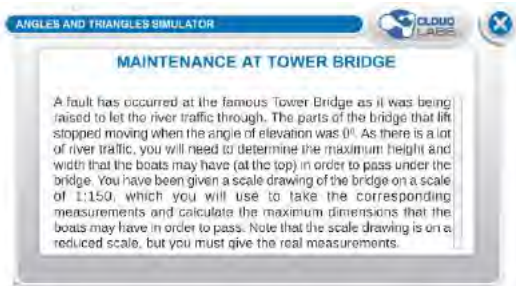 ANGLES AND TRIANGLES SIMULATOR
CLOUD
LABS
MAINTENANCE AT TOWER BRIDGE
A fault has occurred at the famous Tower Bridge as it was being
raised to let the river traffic through. The parts of the bridge that lift
stopped moving when the angle of elevation was 0º. As there is a lot
of river traffic, you will need to determine the maximum height and
width that the boats may have (at the top) in order to pass under the
bridge. You have been given a scale drawing of the bridge on a scale
of 1:150, which you will use to take the corresponding
measurements and calculate the maximum dimensions that the
boats may have in order to pass. Note that the scale drawing is on a
reduced scale, but you must give the real measurements.